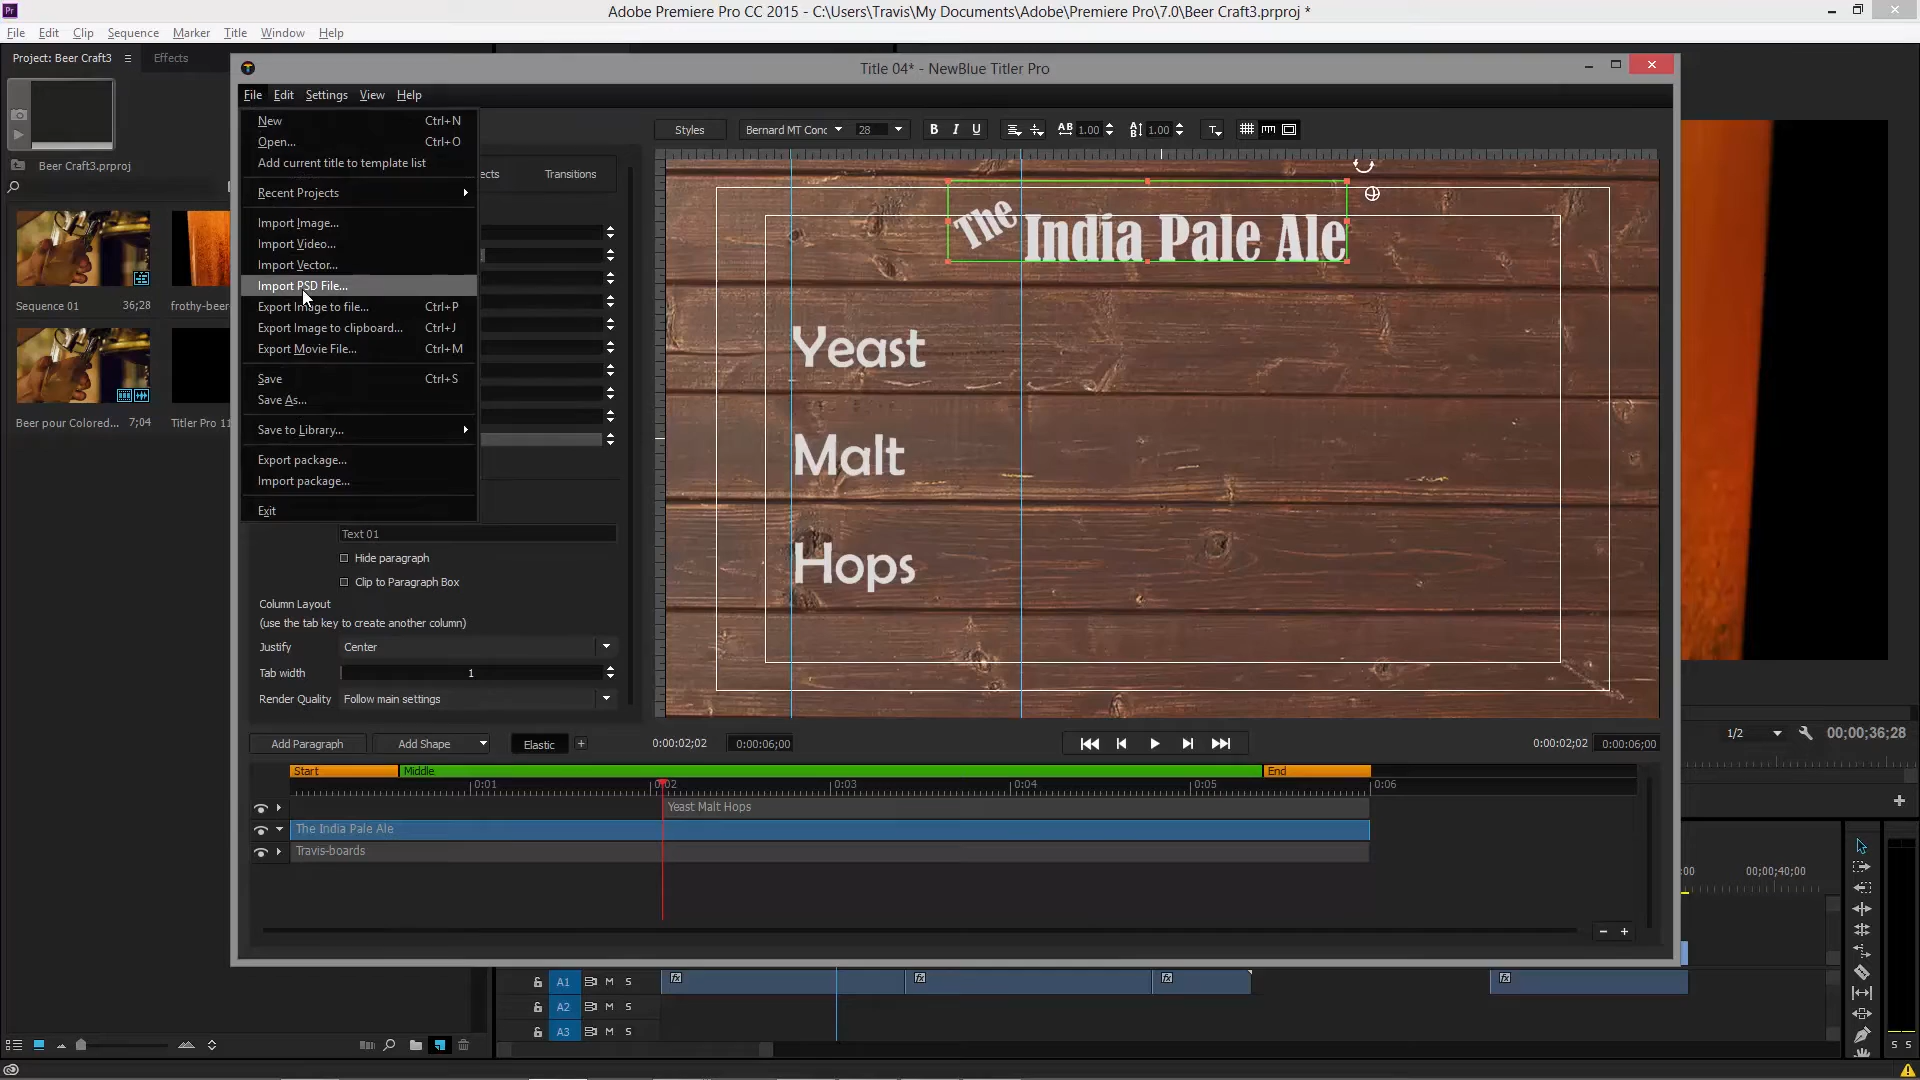 Pr
Adobe Premiere Pro CC 2015 - C:\Users\Travis\My Documents\Adobe\Premiere Pro\7.0\Beer Craft3.prproj *
File Edit Clip Sequence Marker Title Window Help
Project: Beer Craft3 Effects
Title 04* - NewBlue Titler Pro
File Edit Settings View Help
New Ctrl+N
Open... Ctrl+O
Add current title to template list
Recent Projects
Import Image...
Import Video...
Import Vector...
Import PSD File...
Export Image to file... Ctrl+P
Export Image to clipboard... Ctrl+J
Export Movie File... Ctrl+M
Save Ctrl+S
Save As...
Save to Library...
Export package...
Import package...
Exit
Beer Craft3.prproj
Sequence 01 36;28
frothy-beer
Beer pour Colored... 7;04
Titler Pro 11
Styles Bernard MT Conc 28 B I U AB 1.00 AB 1.00 T
ects Transitions
The India Pale Ale
Yeast
Malt
Hops
Text 01
Hide paragraph
Clip to Paragraph Box
Column Layout
(use the tab key to create another column)
Justify Center
Tab width 1
Render Quality Follow main settings
Add Paragraph Add Shape Elastic + 0:00:02;02 0:00:06;00 0:00:02;02 0:00:06;00
1/2 00;00;36;28
Start Middle End
0:01 0:02 0:03 0:04 0:05 0:06
Yeast Malt Hops
The India Pale Ale
Travis-boards
:00 00;00;40;00
A1 M S fx fx fx fx
A2 M S
A3 M S
S S